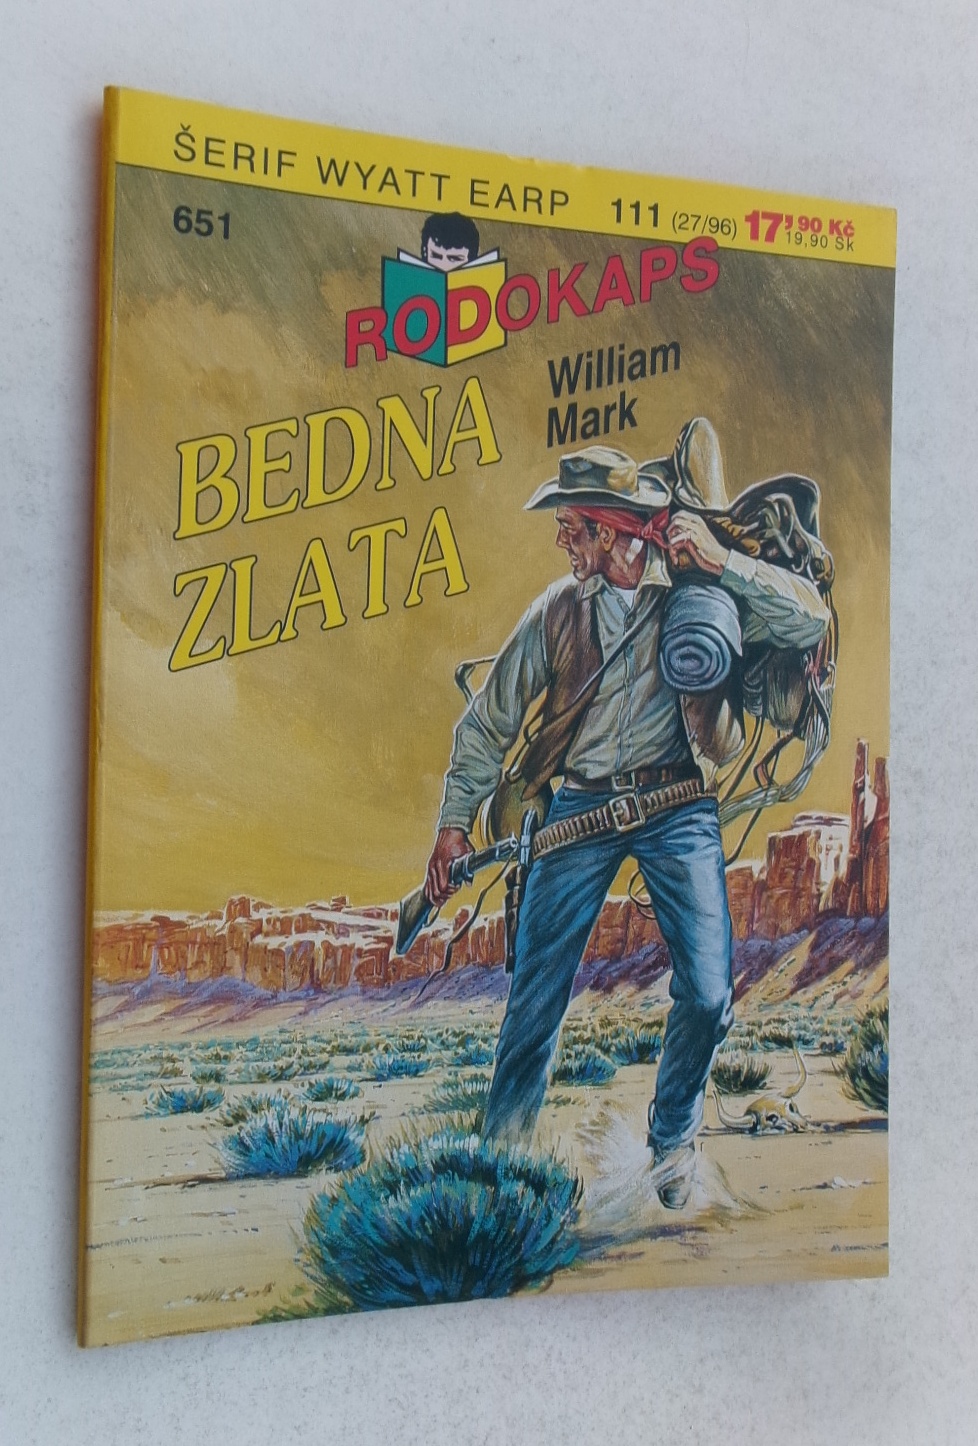 ŠERIF WYATT EARP 111 (27/96) 17,90 Kč
19,90 Sk
651
RODOKAPS
William
Mark
BEDNA
ZLATA